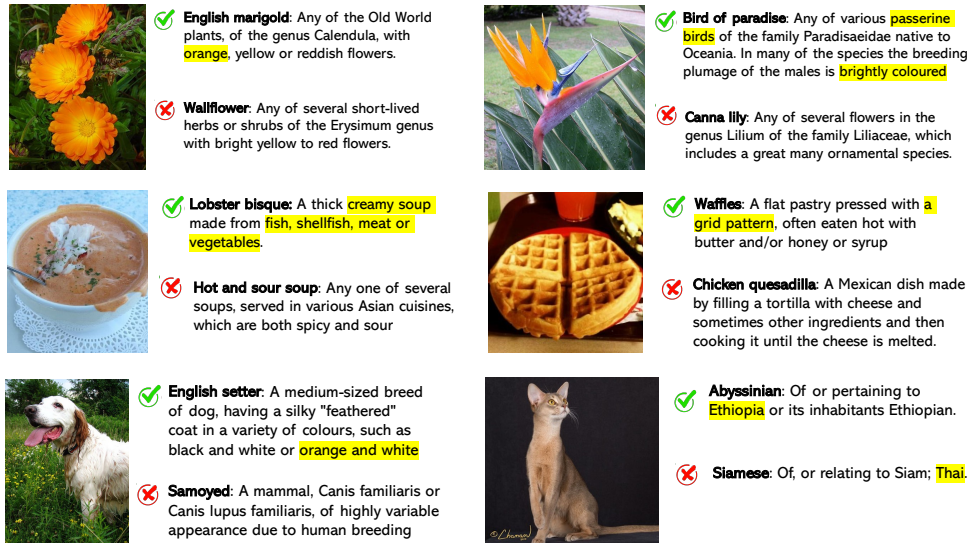 English marigold: Any of the Old World
plants, of the genus Calendula, with
orange, yellow or reddish flowers.
Wallflower: Any of several short-lived
herbs or shrubs of the Erysimum genus
with bright yellow to red flowers.
Bird of paradise: Any of various passerine
birds of the family Paradisaeidae native to
Oceania. In many of the species the breeding
plumage of the males is brightly coloured
Canna lily: Any of several flowers in the
genus Lilium of the family Liliaceae, which
includes a great many ornamental species.
Lobster bisque: A thick creamy soup
made from fish, shellfish, meat or
vegetables.
Hot and sour soup: Any one of several
soups, served in various Asian cuisines,
which are both spicy and sour
Waffles: A flat pastry pressed with a
grid pattern, often eaten hot with
butter and/or honey or syrup
Chicken quesadilla: A Mexican dish made
by filling a tortilla with cheese and
sometimes other ingredients and then
cooking it until the cheese is melted.
English setter: A medium-sized breed
of dog, having a silky "feathered"
coat in a variety of colours, such as
black and white or orange and white
Samoyed: A mammal, Canis familiaris or
Canis lupus familiaris, of highly variable
appearance due to human breeding
Abyssinian: Of or pertaining to
Ethiopia or its inhabitants Ethiopian.
Siamese: Of, or relating to Siam; Thai.